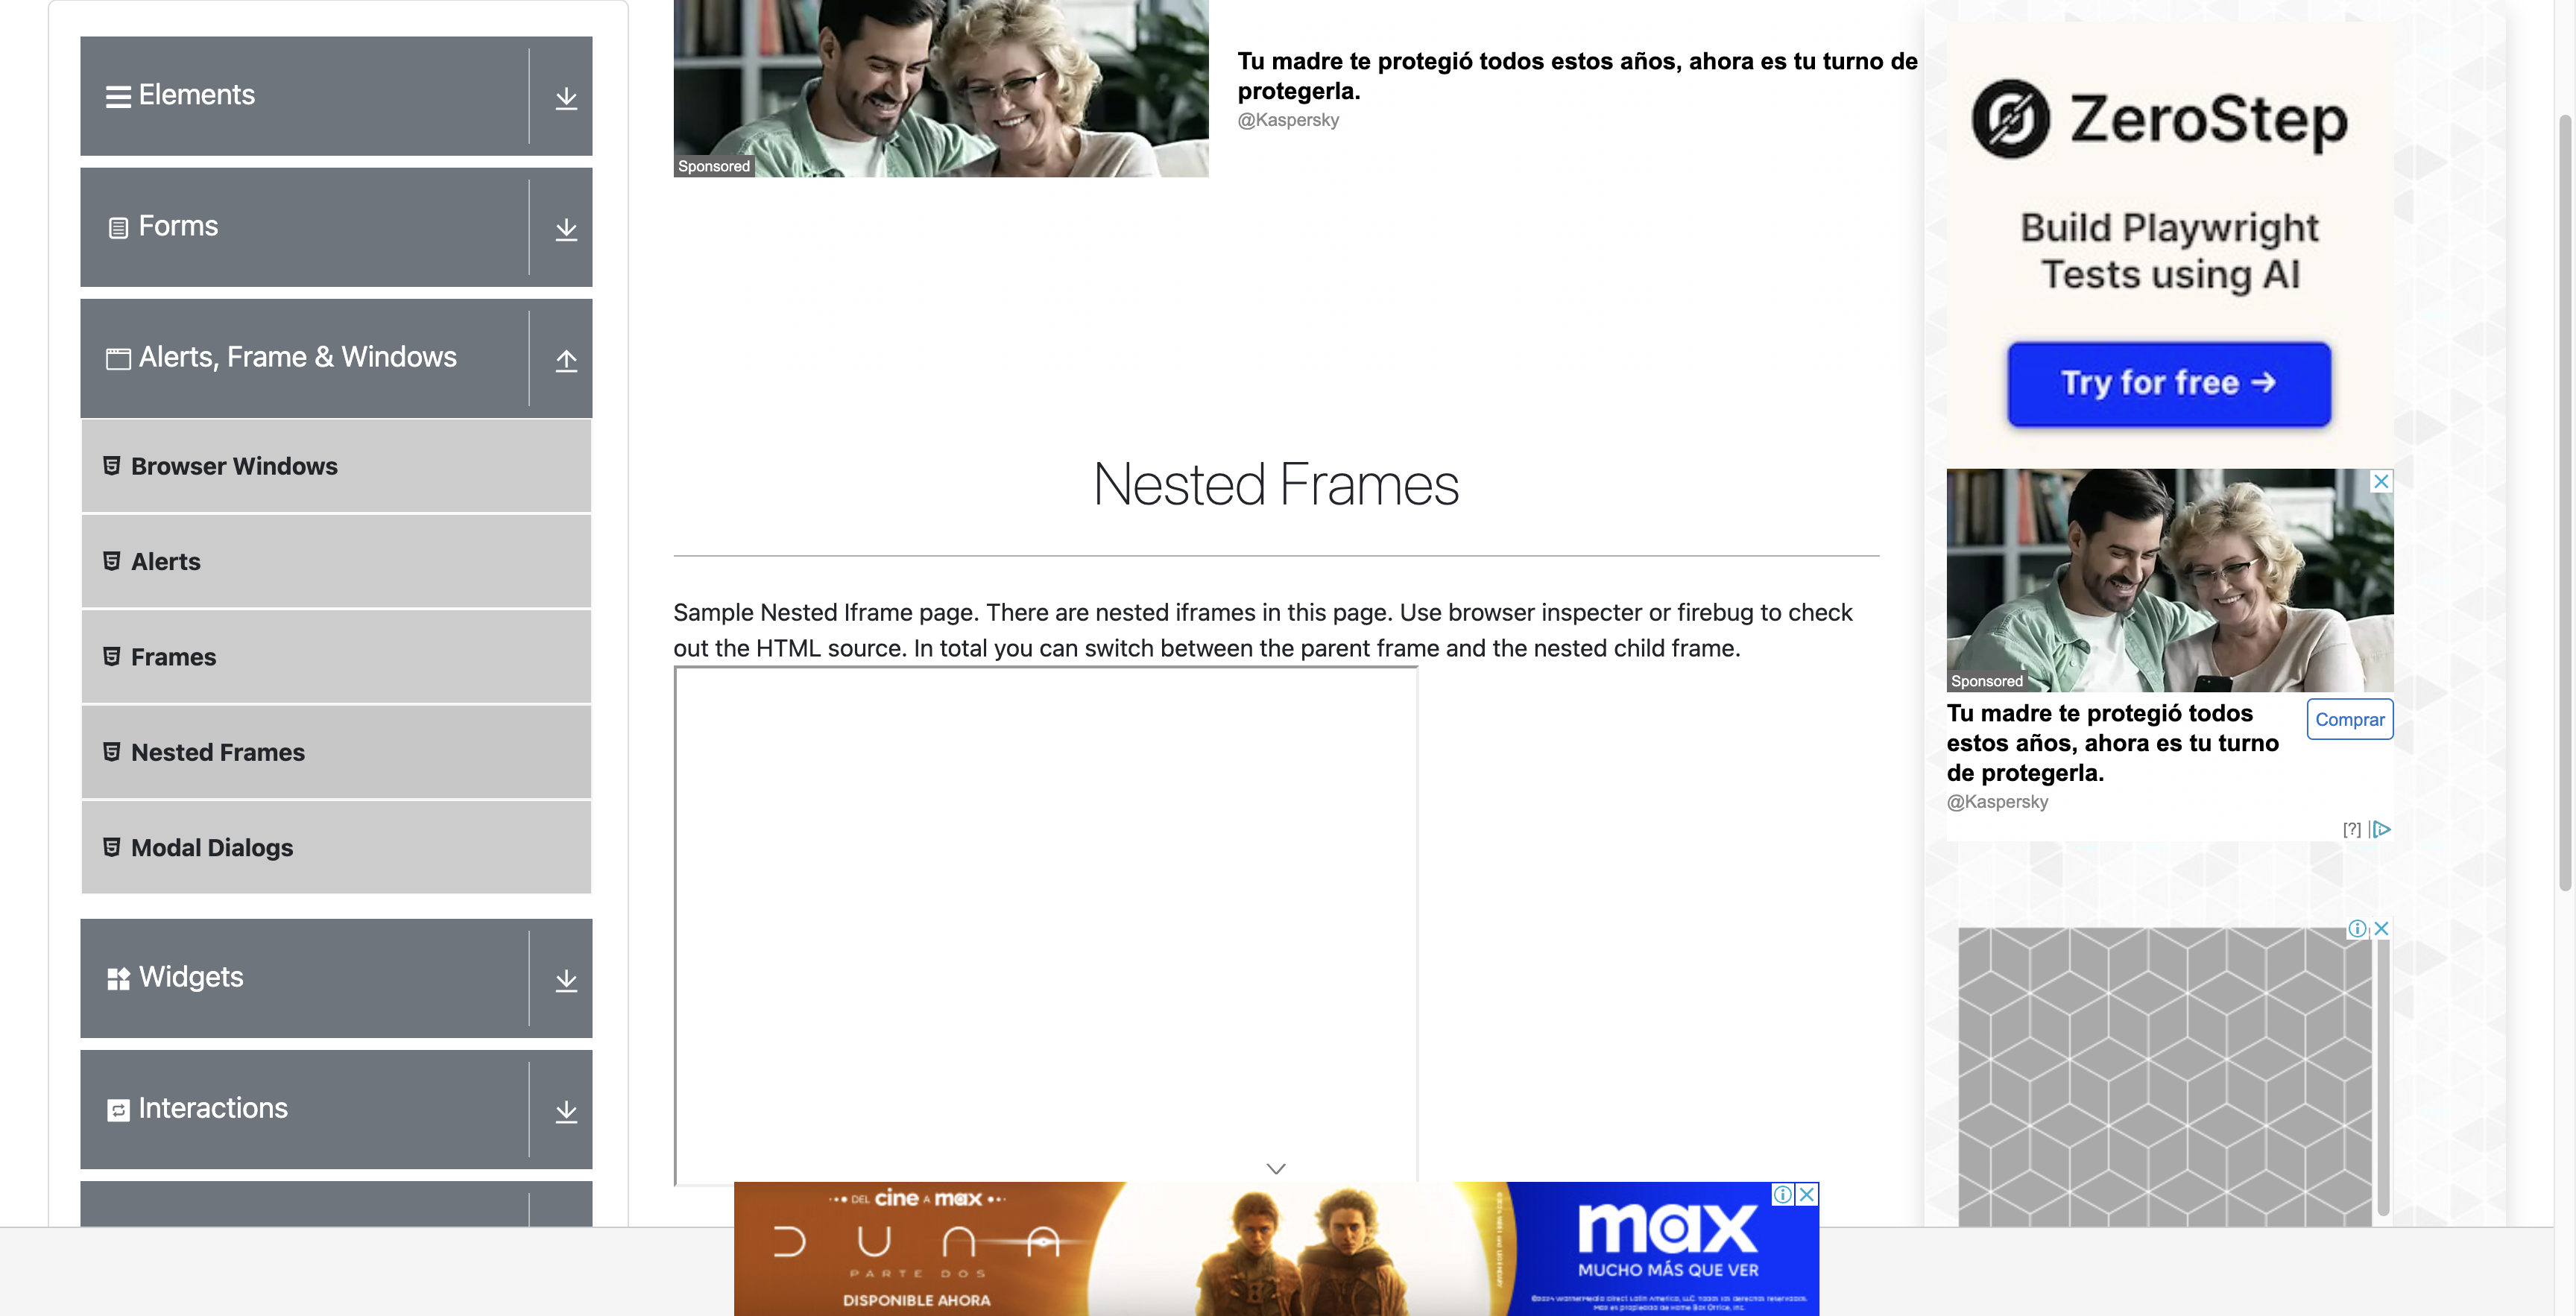 Elements
Forms
Alerts, Frame & Windows
Browser Windows
Alerts
Frames
Nested Frames
Modal Dialogs
Widgets
Interactions
Sponsored
Tu madre te protegió todos estos años, ahora es tu turno de
protegerla.
@Kaspersky
Nested Frames
Sample Nested Iframe page. There are nested iframes in this page. Use browser inspecter or firebug to check
out the HTML source. In total you can switch between the parent frame and the nested child frame.
ZeroStep
Build Playwright
Tests using AI
Try for free →
Sponsored
Tu madre te protegió todos
estos años, ahora es tu turno
de protegerla.
Comprar
@Kaspersky
[?]
DEL cine A max
DUNA
PARTE DOS
DISPONIBLE AHORA
max
MUCHO MÁS QUE VER